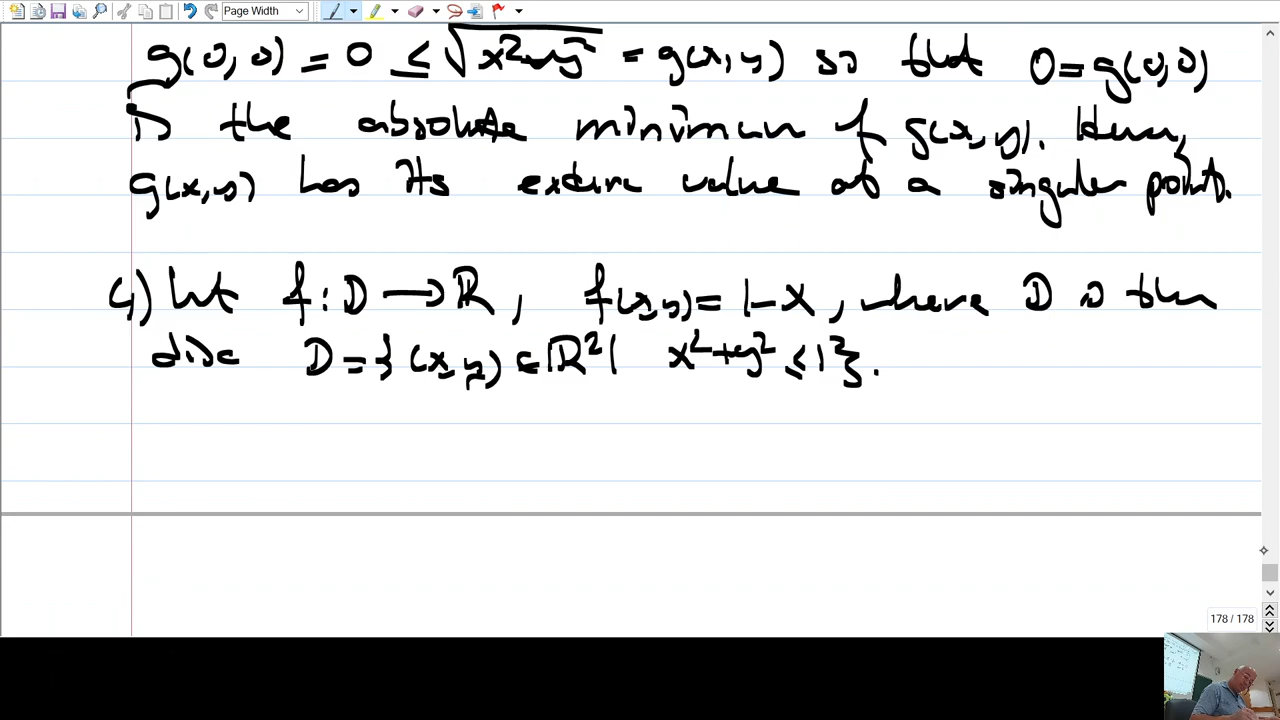 Page Width
g(0,0) = 0 ≤ √x²+y² = g(x,y) so that 0=g(0,0)
is the absolute minimum of g(x,y). Hence,
g(x,y) has its extreme value at a singular point.
4) Let f: D → ℝ, f(x,y) = 1-x, where D is the
disc D = {(x,y) ∈ ℝ² | x²+y² ≤ 1}.
178 / 178